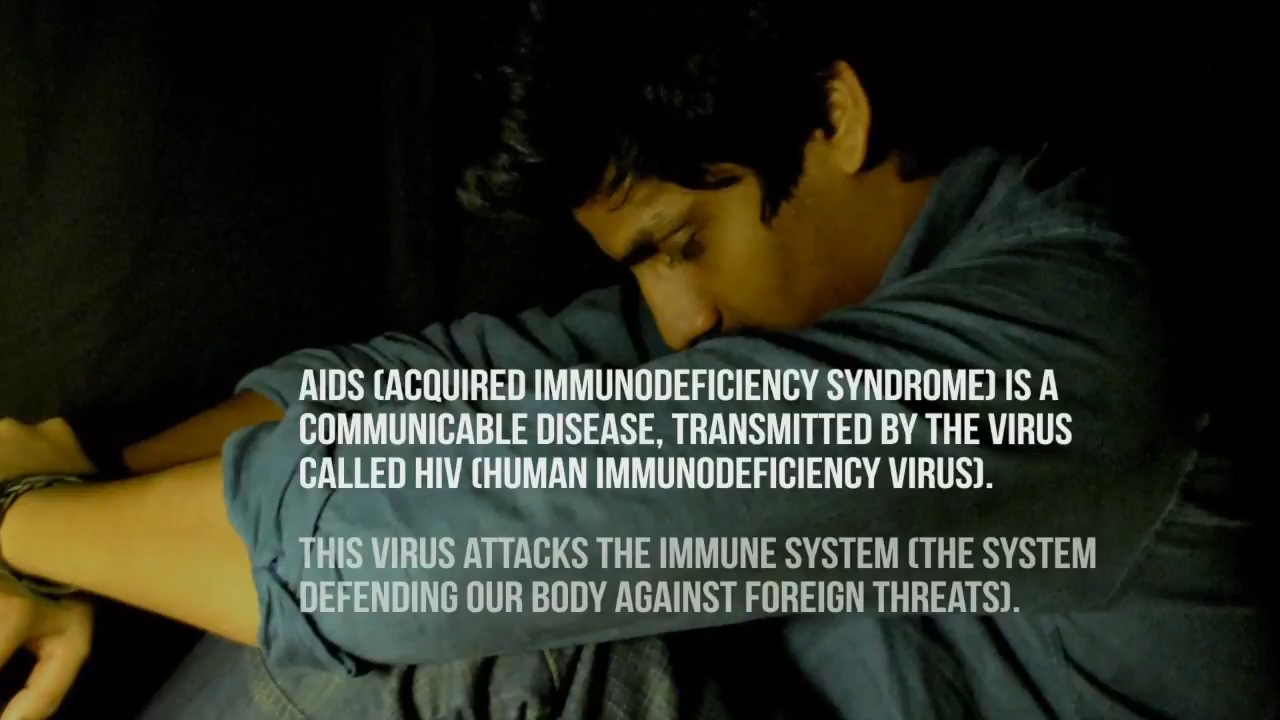 AIDS (ACQUIRED IMMUNODEFICIENCY SYNDROME) IS A
COMMUNICABLE DISEASE, TRANSMITTED BY THE VIRUS
CALLED HIV (HUMAN IMMUNODEFICIENCY VIRUS).
THIS VIRUS ATTACKS THE IMMUNE SYSTEM (THE SYSTEM
DEFENDING OUR BODY AGAINST FOREIGN THREATS).